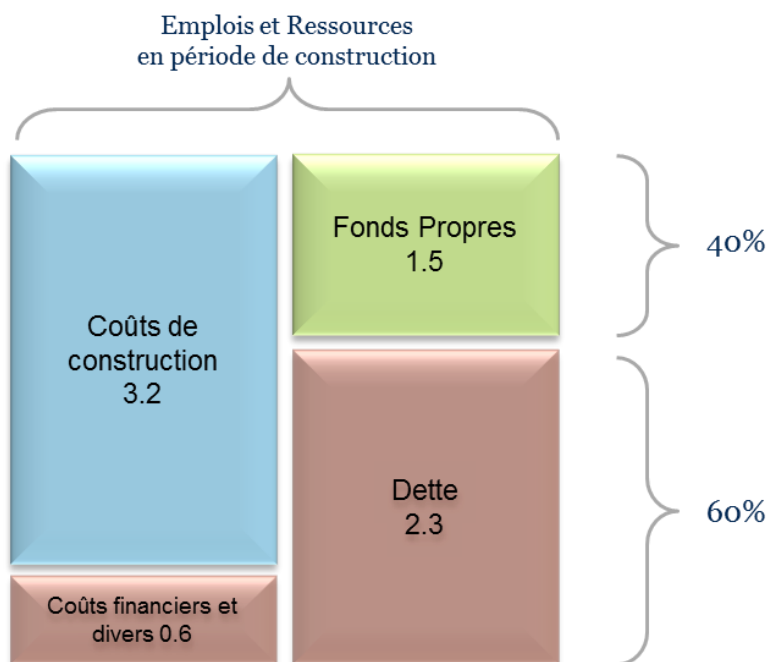 Emplois et Ressources
en période de construction
Coûts de
construction
3.2
Fonds Propres
1.5
40%
Dette
2.3
60%
Coûts financiers et
divers 0.6